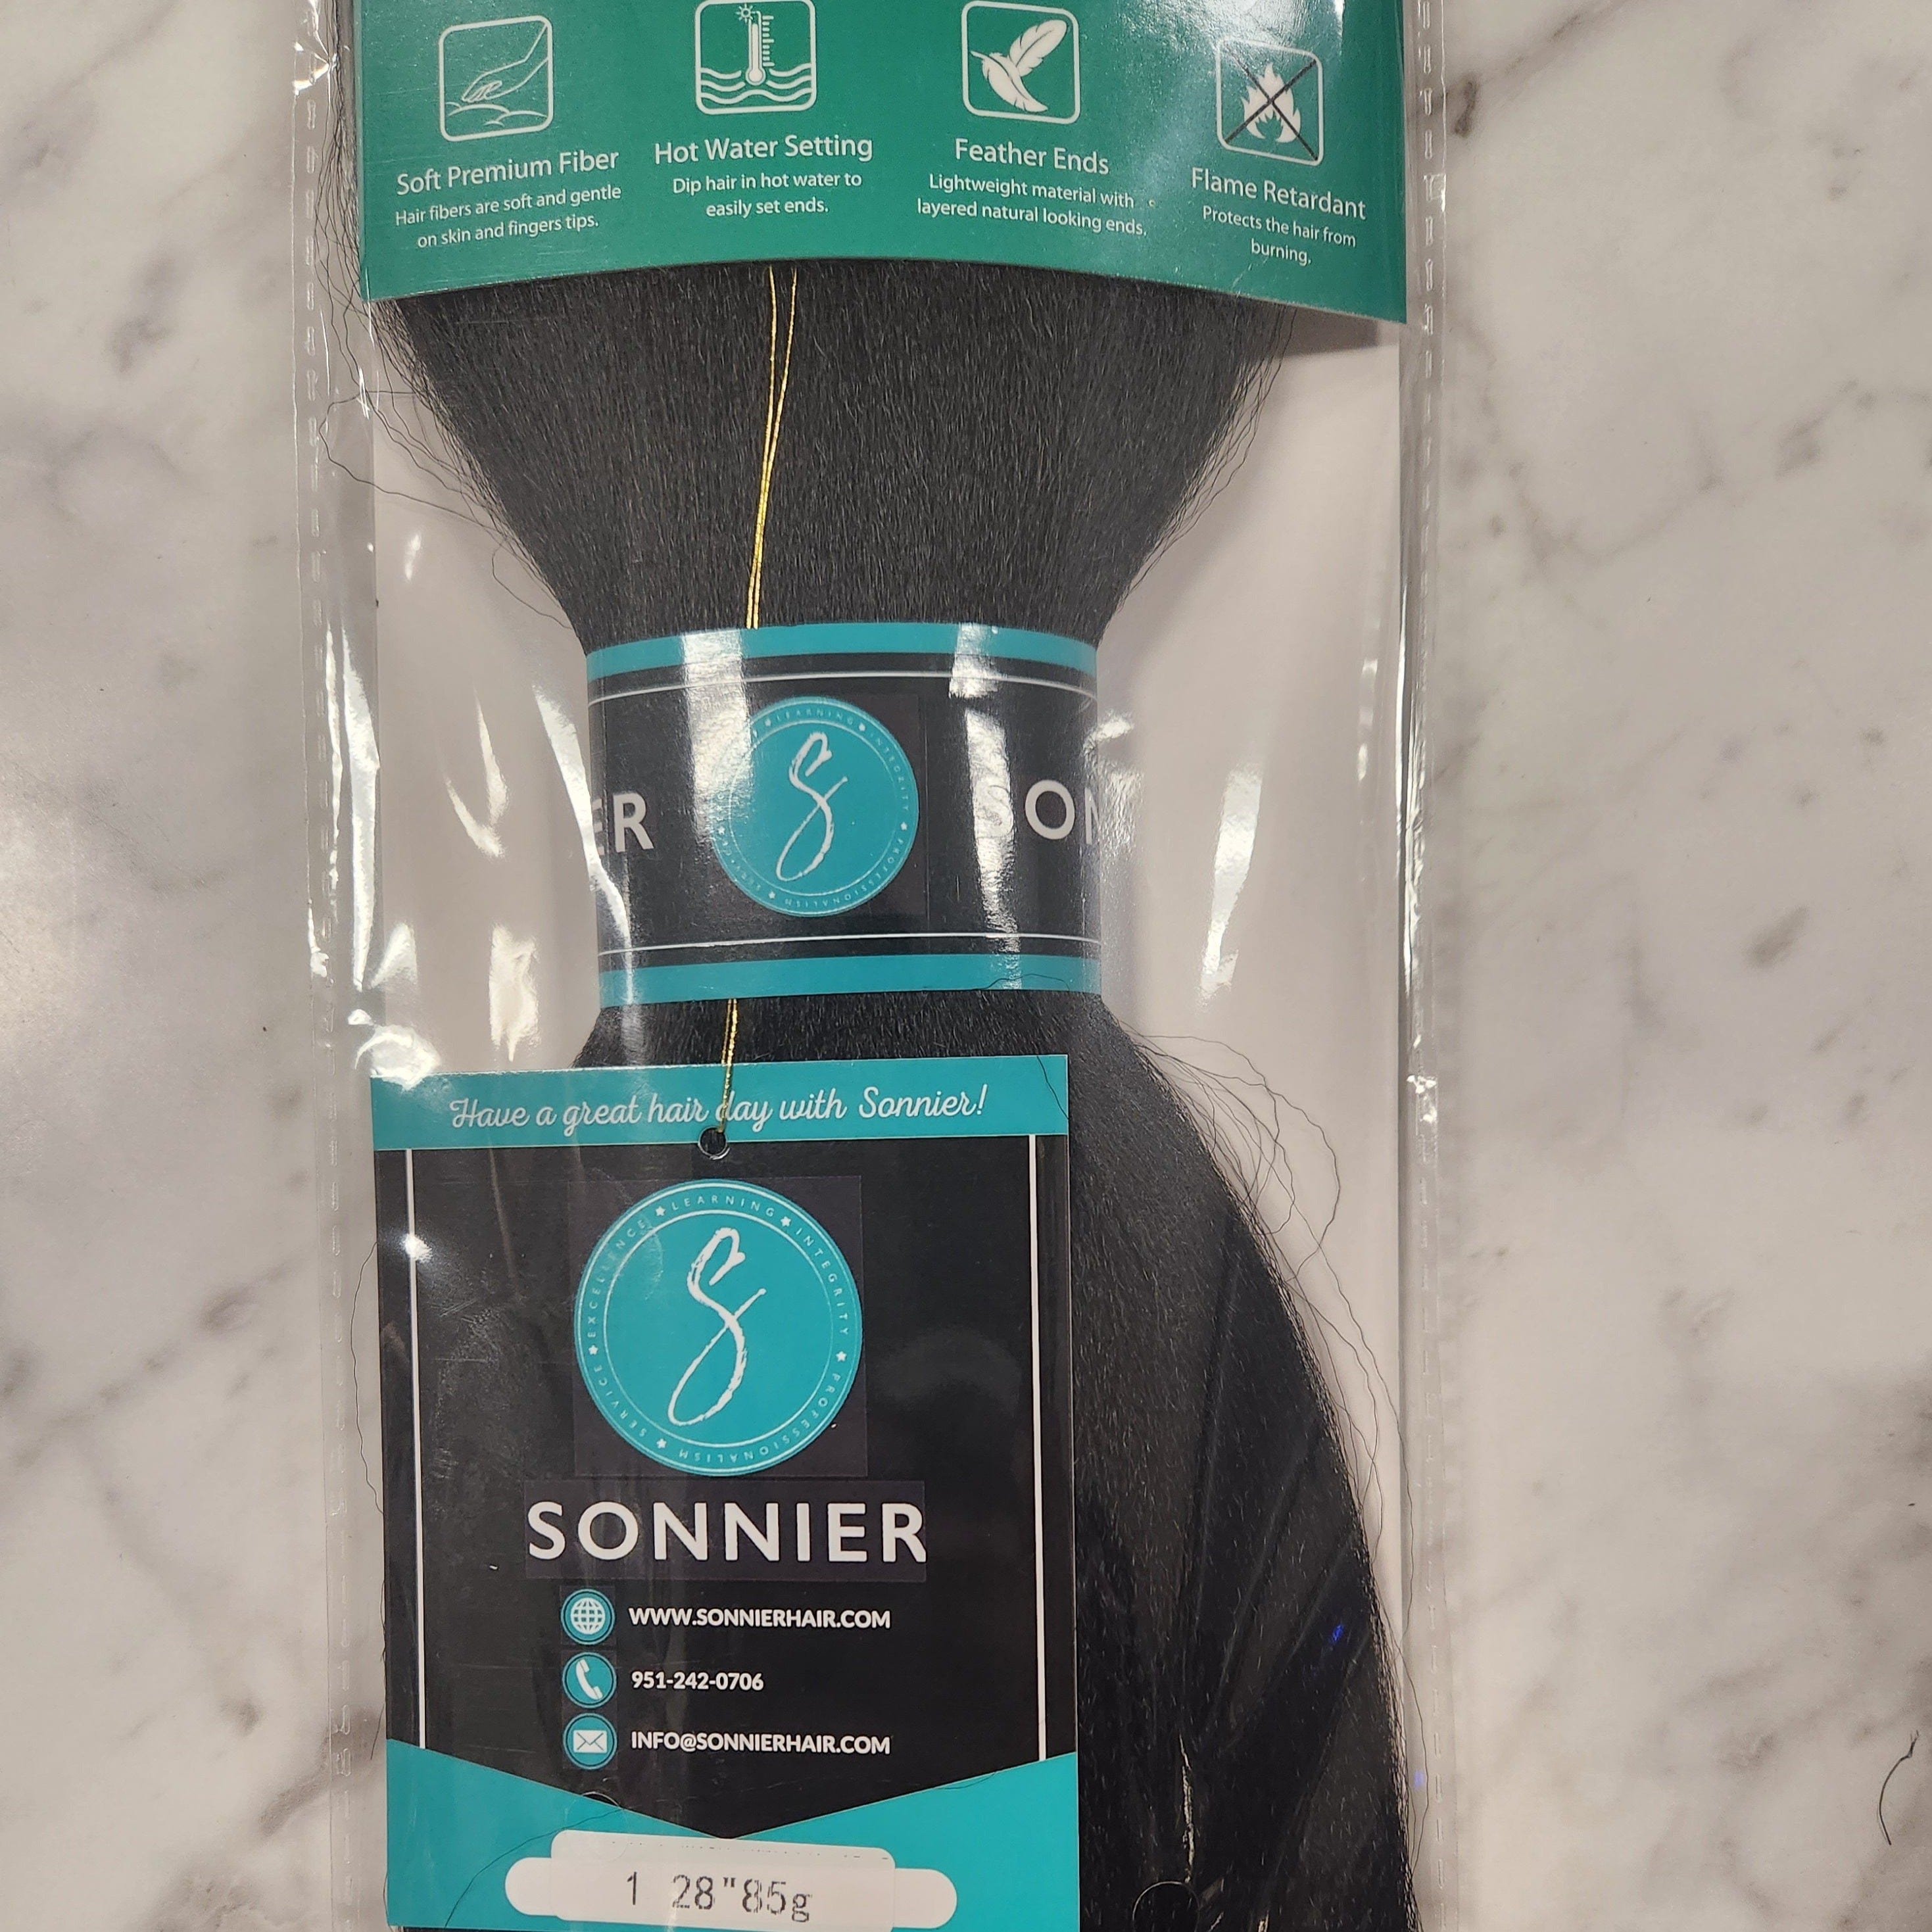 Soft Premium Fiber
Hair fibers are soft and gentle
on skin and fingers tips.
Hot Water Setting
Dip hair in hot water to
easily set ends.
Feather Ends
Lightweight material with
layered natural looking ends.
Flame Retardant
Protects the hair from
burning.
ER
S
SON
LEARNING ★ INTEGRITY ★ PROFESSIONALISM
Have a great hair day with Sonnier!
LEARNING ★ INTEGRITY ★ PROFESSIONALISM ★ SERVICE ★ EXCELLENCE ★
S
SONNIER
WWW.SONNIERHAIR.COM
951-242-0706
INFO@SONNIERHAIR.COM
1 28"85g